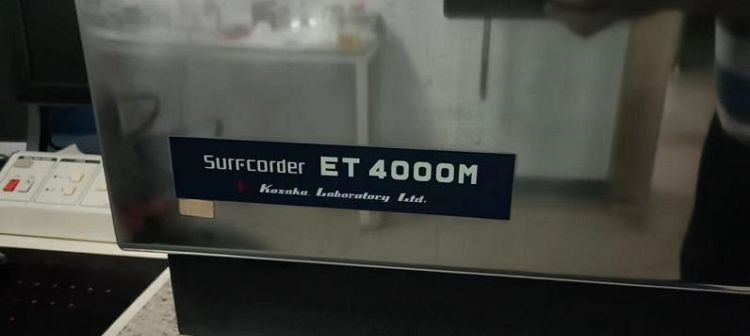 Surfcorder ET 4000M
Kosaka Laboratory Ltd.